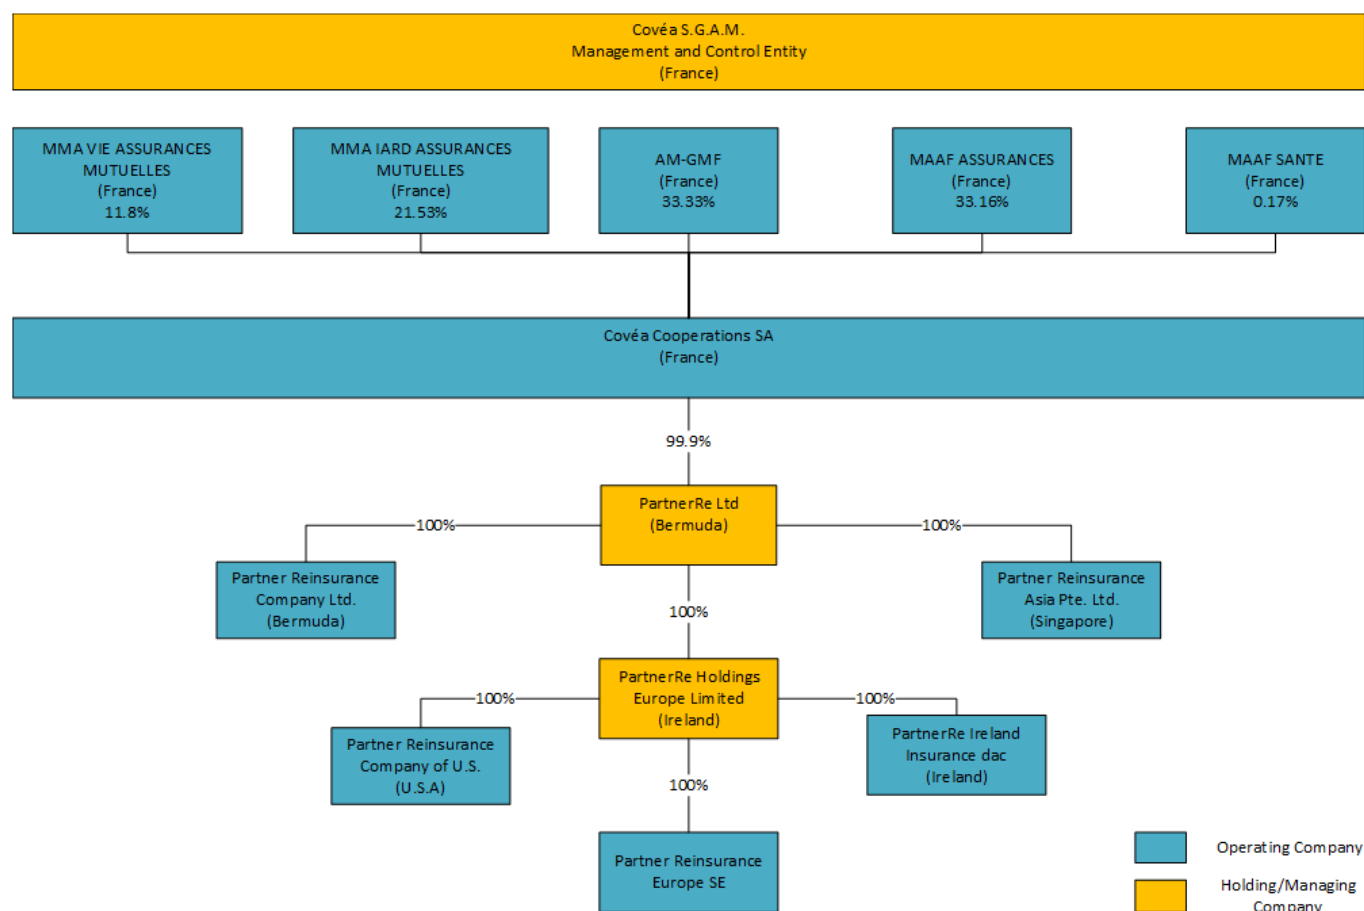 Covéa S.G.A.M.
Management and Control Entity
(France)
MMA VIE ASSURANCES
MUTUELLES
(France)
11.8%
MMA IARD ASSURANCES
MUTUELLES
(France)
21.53%
AM-GMF
(France)
33.33%
MAAF ASSURANCES
(France)
33.16%
MAAF SANTE
(France)
0.17%
Covéa Cooperations SA
(France)
99.9%
PartnerRe Ltd
(Bermuda)
100%
100%
Partner Reinsurance
Company Ltd.
(Bermuda)
Partner Reinsurance
Asia Pte. Ltd.
(Singapore)
100%
PartnerRe Holdings
Europe Limited
(Ireland)
100%
100%
Partner Reinsurance
Company of U.S.
(U.S.A)
PartnerRe Ireland
Insurance dac
(Ireland)
100%
Partner Reinsurance
Europe SE
Operating Company
Holding/Managing
Company